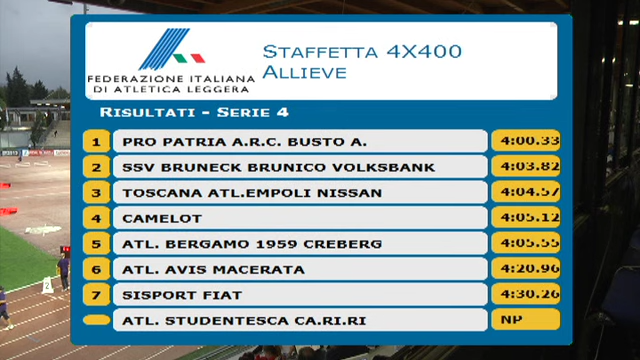 FEDERAZIONE ITALIANA
DI ATLETICA LEGGERA
STAFFETTA 4X400
ALLIEVE
RISULTATI - SERIE 4
1 PRO PATRIA A.R.C. BUSTO A. 4:00.33
2 SSV BRUNECK BRUNICO VOLKSBANK 4:03.82
3 TOSCANA ATL.EMPOLI NISSAN 4:04.57
4 CAMELOT 4:05.12
5 ATL. BERGAMO 1959 CREBERG 4:05.55
6 ATL. AVIS MACERATA 4:20.96
7 SISPORT FIAT 4:30.26
ATL. STUDENTESCA CA.RI.RI NP
2